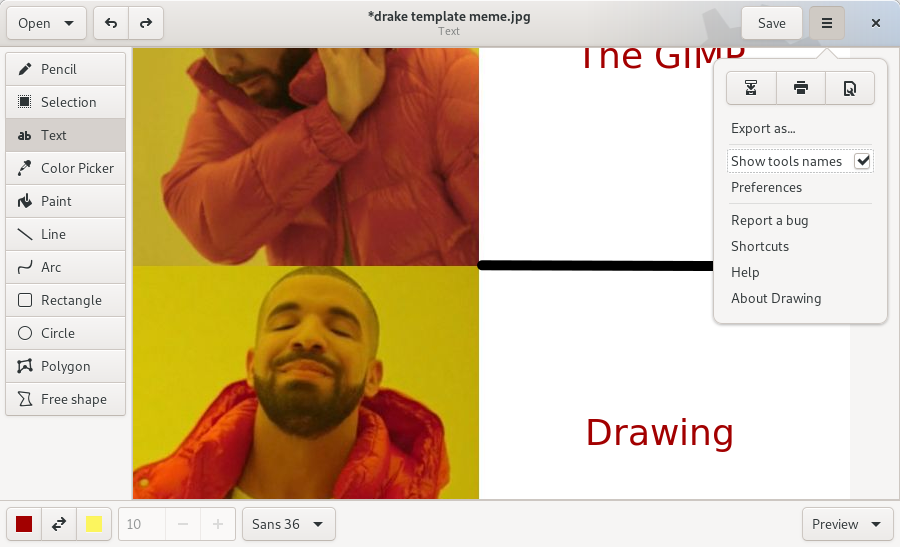 Open
*drake template meme.jpg
Text
Save
Pencil
Selection
Text
Color Picker
Paint
Line
Arc
Rectangle
Circle
Polygon
Free shape
The GIMP
Export as...
Show tools names
Preferences
Report a bug
Shortcuts
Help
About Drawing
Drawing
10
Sans 36
Preview